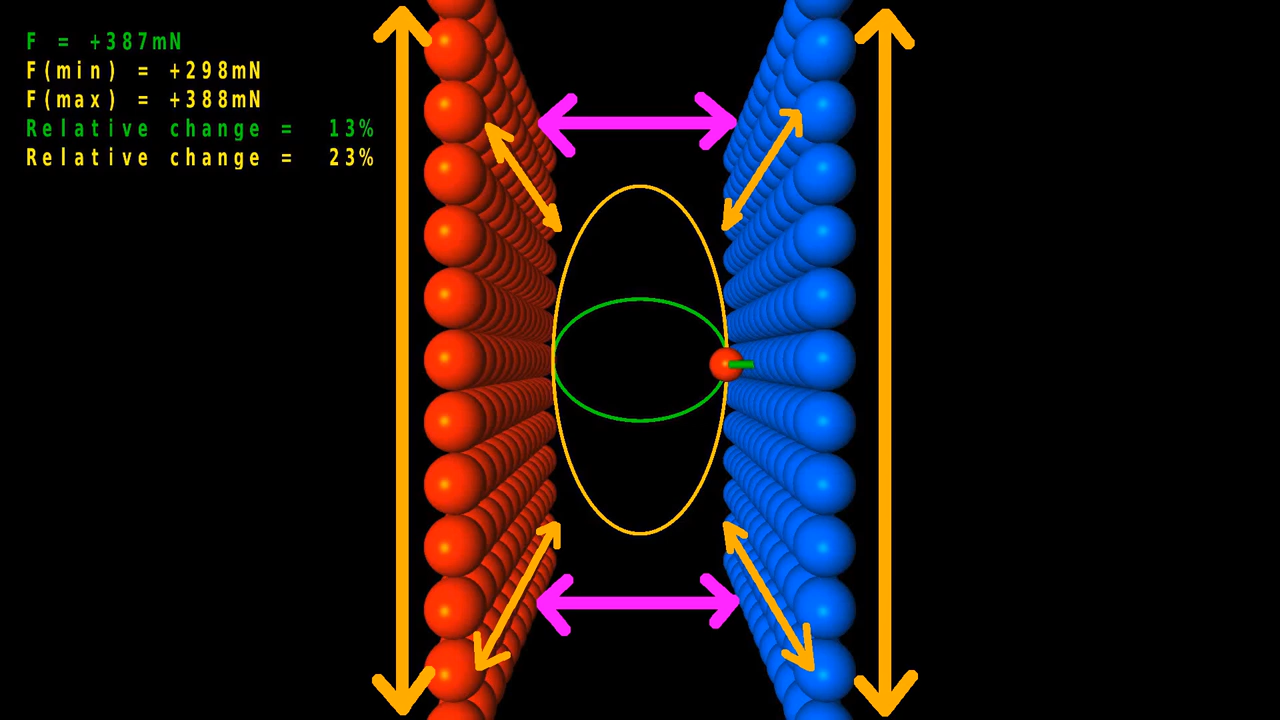 F = +387mN
F(min) = +298mN
F(max) = +388mN
Relative change = 13%
Relative change = 23%